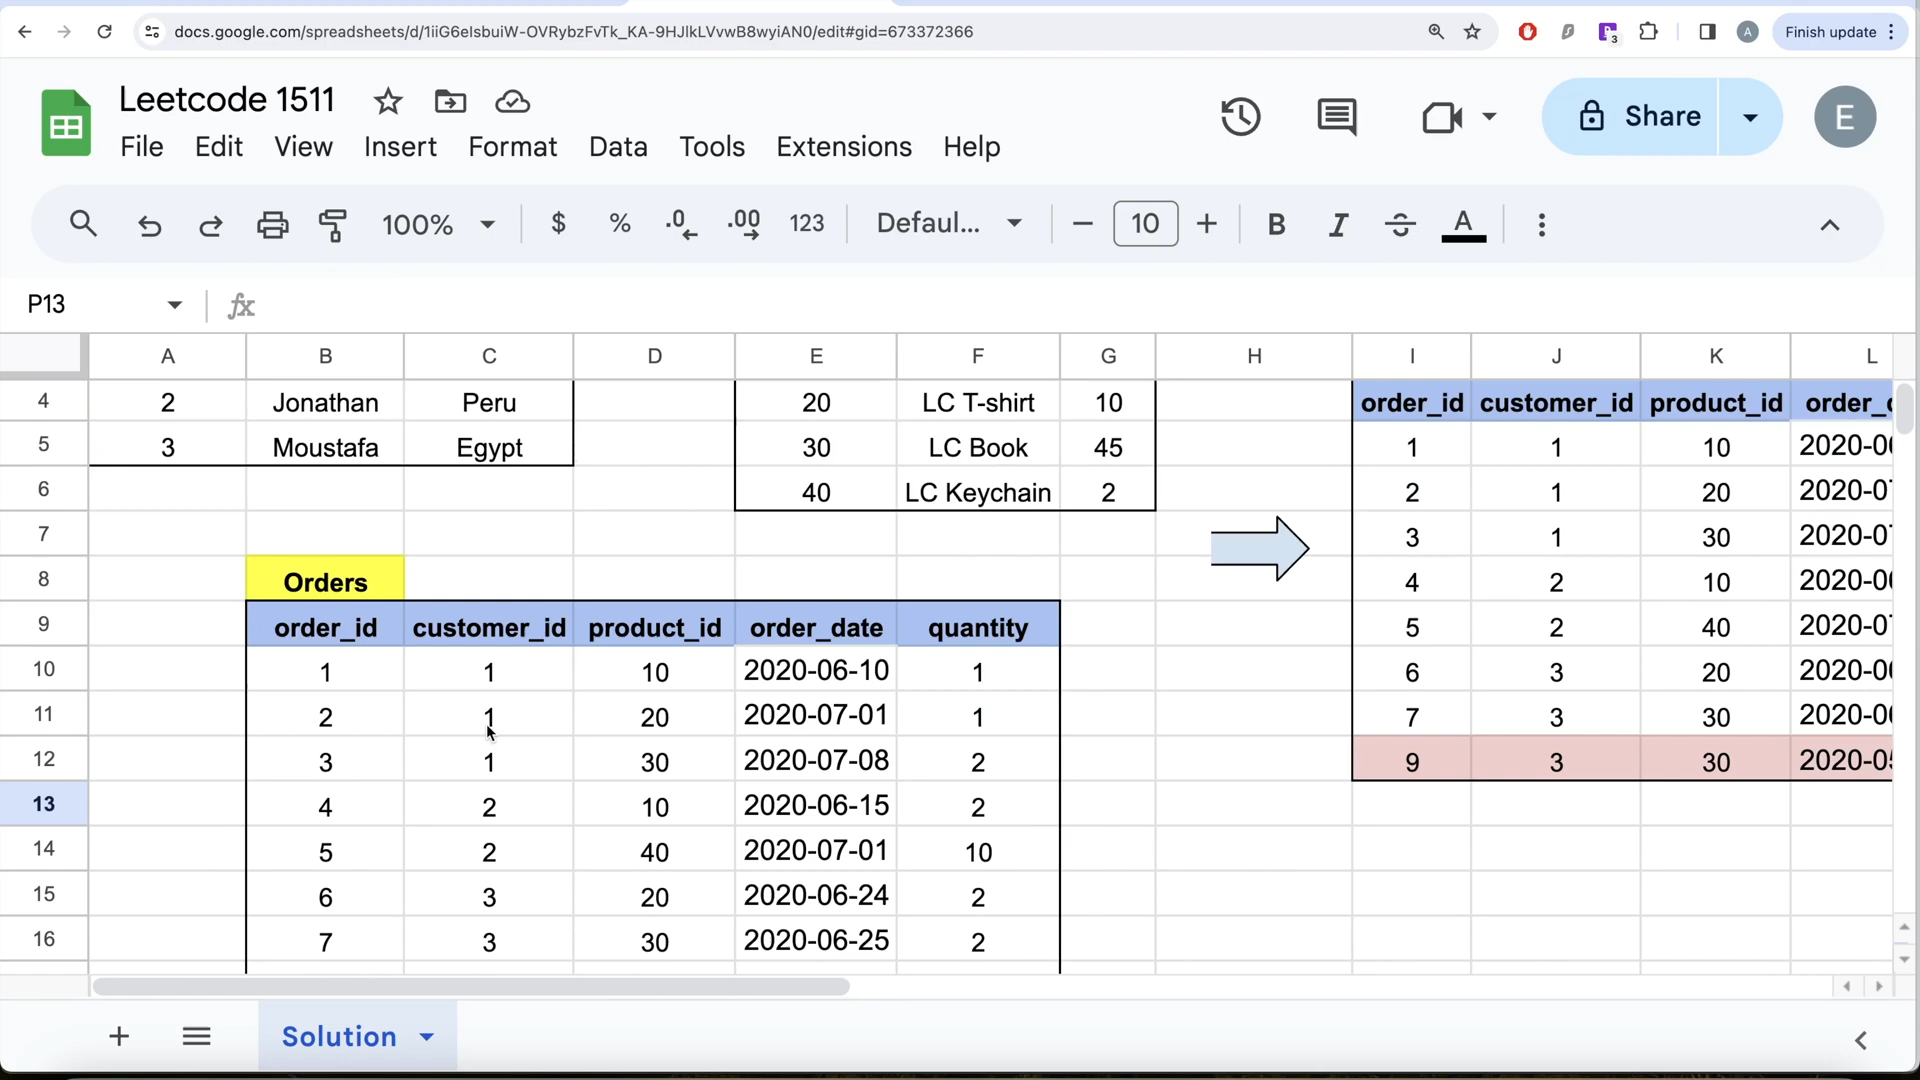 docs.google.com/spreadsheets/d/1iiG6eIsbuiW-OVRybzFvTk_KA-9HJlkLVvwB8wyiAN0/edit#gid=673372366
3
A
Finish update
Leetcode 1511
Share
E
File Edit View Insert Format Data Tools Extensions Help
100% $ % .0 .00 123 Defaul... 10 B I S A
P13 fx
A B C D E F G H I J K L
4 2 Jonathan Peru 20 LC T-shirt 10 order_id customer_id product_id
5 3 Moustafa Egypt 30 LC Book 45 1 1 10
6 40 LC Keychain 2 2 1 20
7 3 1 30
8 Orders 4 2 10
9 order_id customer_id product_id order_date quantity 5 2 40
10 1 1 10 2020-06-10 1 6 3 20
11 2 1 20 2020-07-01 1 7 3 30
12 3 1 30 2020-07-08 2 9 3 30
13 4 2 10 2020-06-15 2
14 5 2 40 2020-07-01 10
15 6 3 20 2020-06-24 2
16 7 3 30 2020-06-25 2
Solution